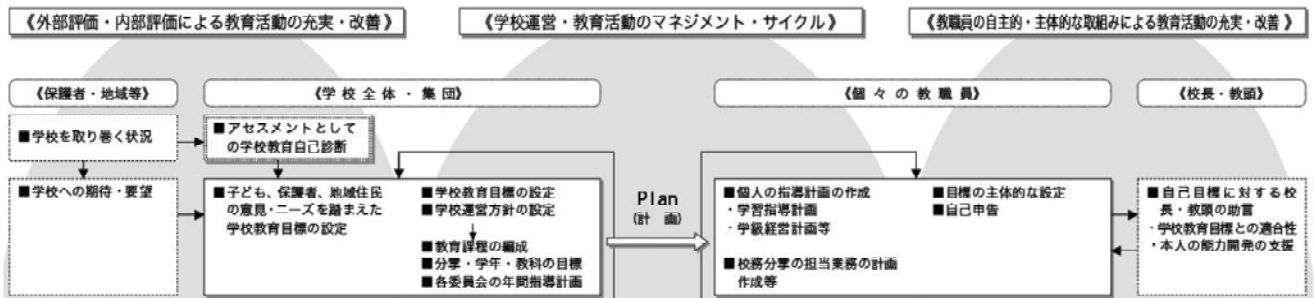 《外部評価・内部評価による教育活動の充実・改善》
《学校運営・教育活動のマネジメント・サイクル》
《教職員の自主的・主体的な取組みによる教育活動の充実・改善》
《保護者・地域等》
《学校全体・集団》
《個々の教職員》
《校長・教頭》
■学校を取り巻く状況
■アセスメントとして
の学校教育自己診断
■学校への期待・要望
■子ども、保護者、地域住民
の意見・ニーズを踏まえた
学校教育目標の設定
■学校教育目標の設定
■学校運営方針の設定
■教育課程の編成
■分掌・学年・教科の目標
■各委員会の年間指導計画
Plan
(計 画)
■個人の指導計画の作成
・学習指導計画
・学級経営計画等
■校務分掌の担当業務の計画
作成等
■目標の主体的な設定
■自己申告
■自己目標に対する校
長・教頭の助言
・学校教育目標との適合性
・本人の能力開発の支援